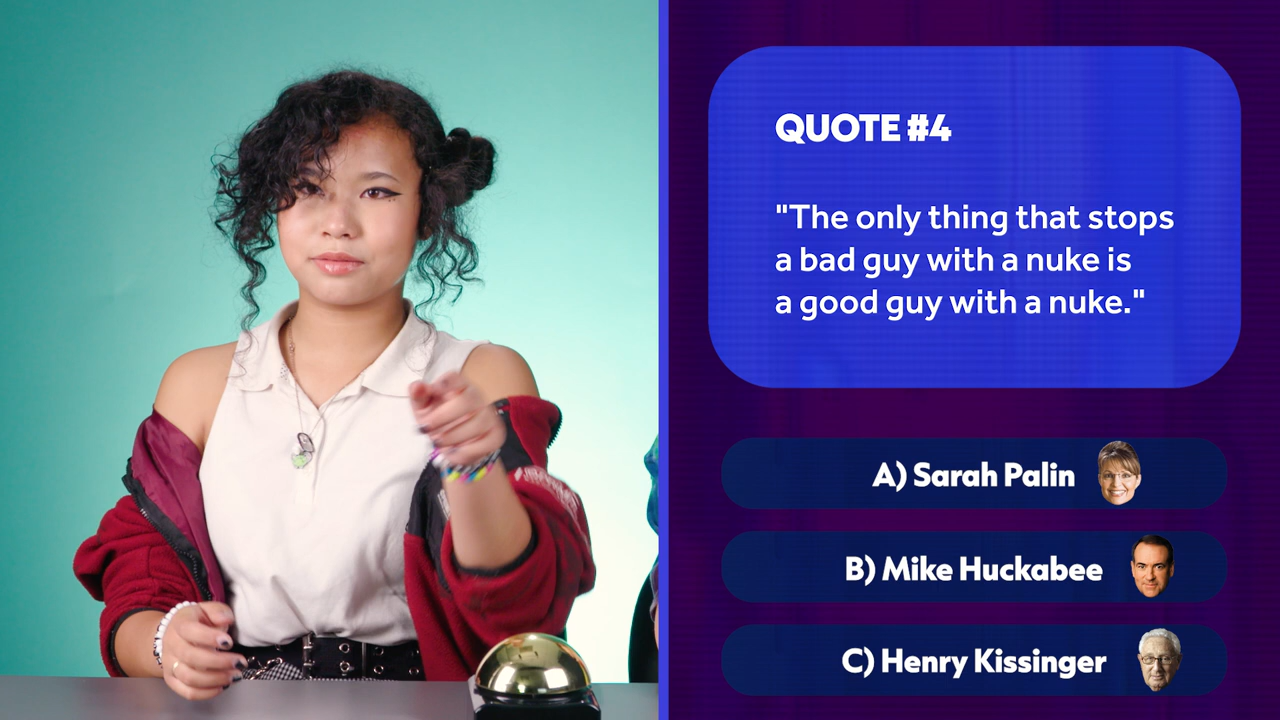 QUOTE #4
"The only thing that stops
a bad guy with a nuke is
a good guy with a nuke."
A) Sarah Palin
B) Mike Huckabee
C) Henry Kissinger